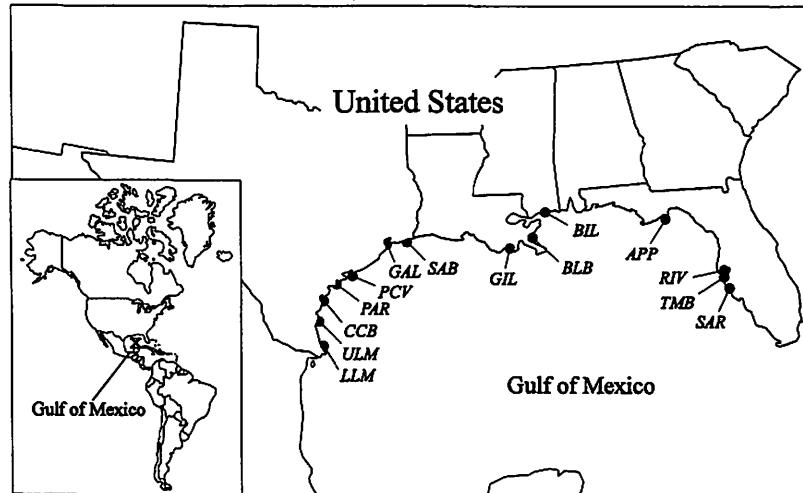 United States
BIL
GAL
SAB
GIL
BLB
APP
PCV
RIV
PAR
TMB
SAR
CCB
ULM
LLM
Gulf of Mexico
Gulf of Mexico